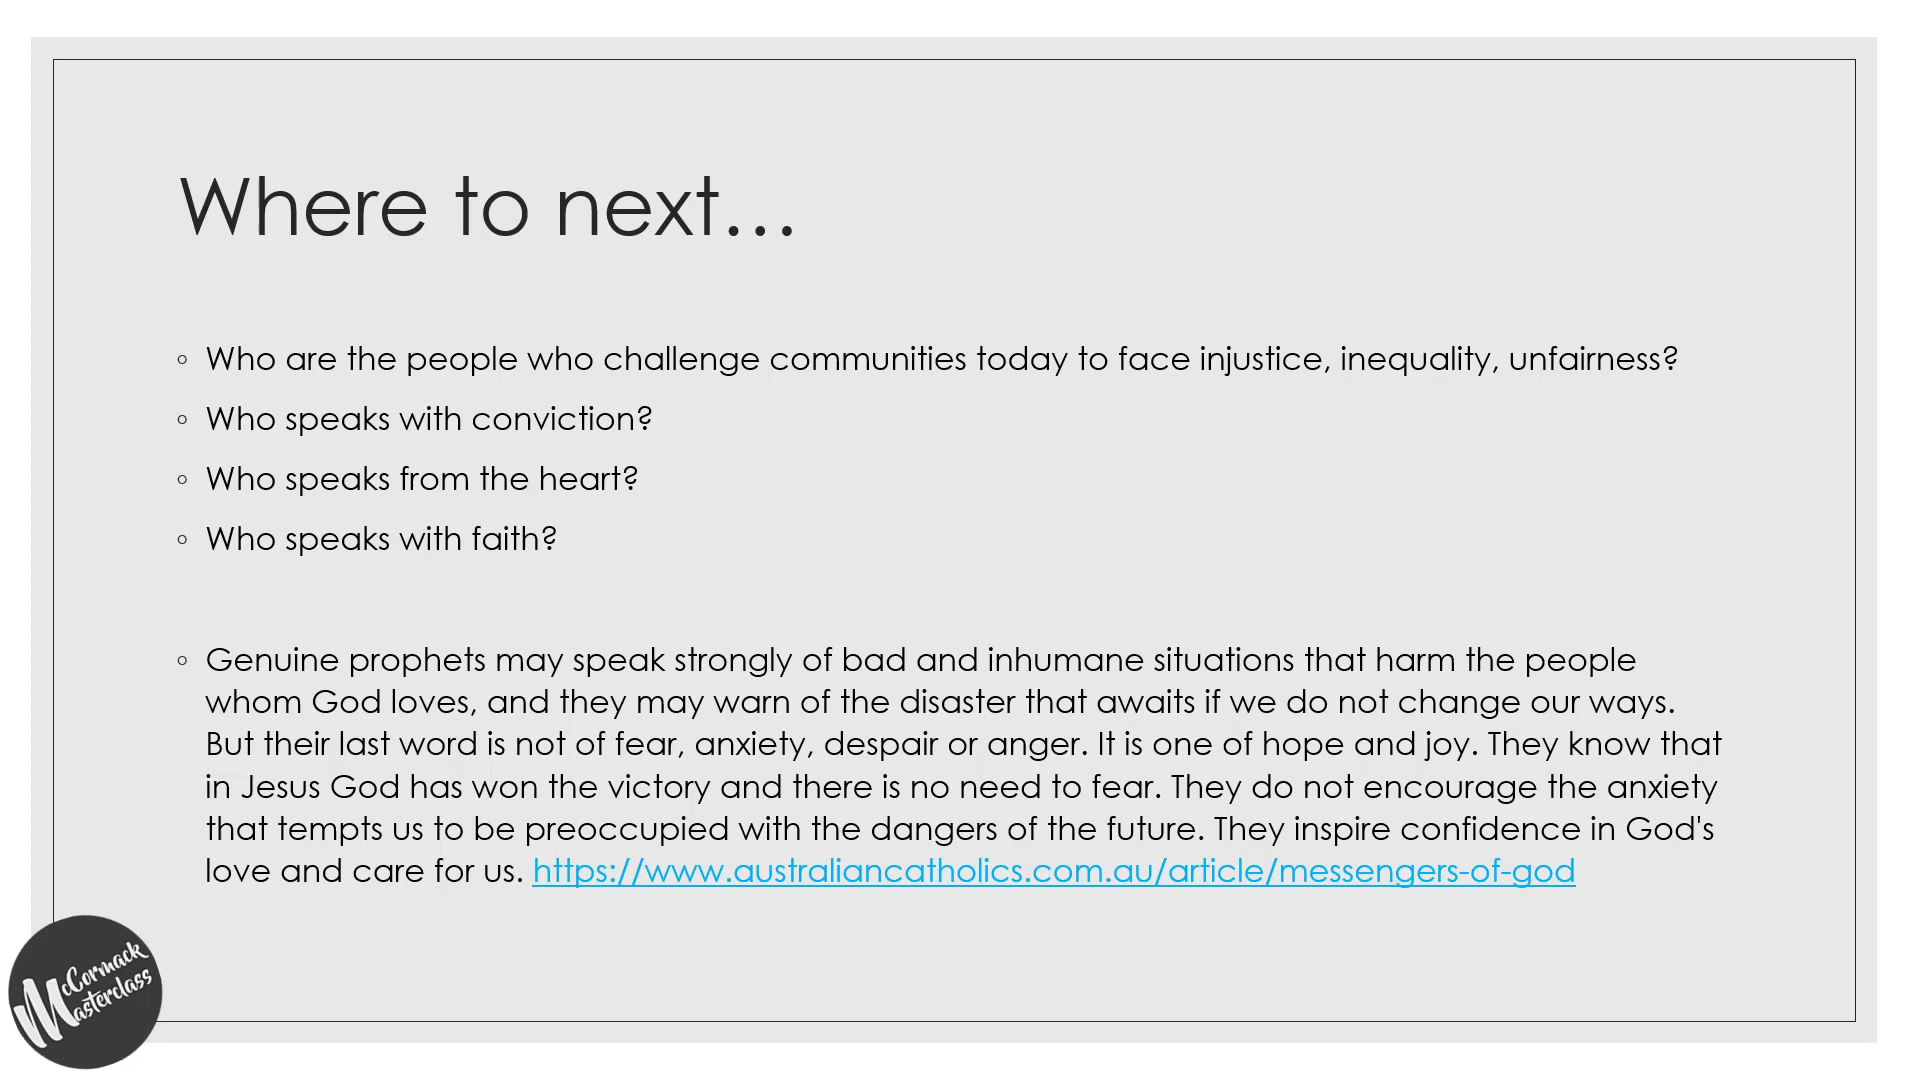 Where to next...
◦ Who are the people who challenge communities today to face injustice, inequality, unfairness?
◦ Who speaks with conviction?
◦ Who speaks from the heart?
◦ Who speaks with faith?
◦ Genuine prophets may speak strongly of bad and inhumane situations that harm the people
whom God loves, and they may warn of the disaster that awaits if we do not change our ways.
But their last word is not of fear, anxiety, despair or anger. It is one of hope and joy. They know that
in Jesus God has won the victory and there is no need to fear. They do not encourage the anxiety
that tempts us to be preoccupied with the dangers of the future. They inspire confidence in God's
love and care for us. https://www.australiancatholics.com.au/article/messengers-of-god
McCormack
Masterclass